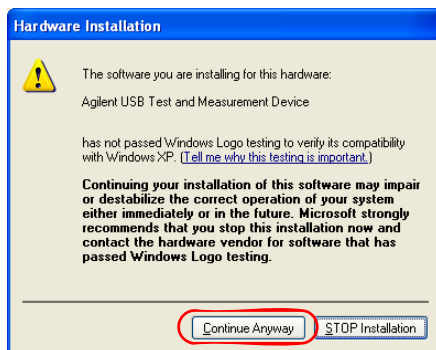 Hardware Installation
The software you are installing for this hardware:
Agilent USB Test and Measurement Device
has not passed Windows Logo testing to verify its compatibility
with Windows XP. (Tell me why this testing is important.)
Continuing your installation of this software may impair
or destabilize the correct operation of your system
either immediately or in the future. Microsoft strongly
recommends that you stop this installation now and
contact the hardware vendor for software that has
passed Windows Logo testing.
Continue Anyway
STOP Installation